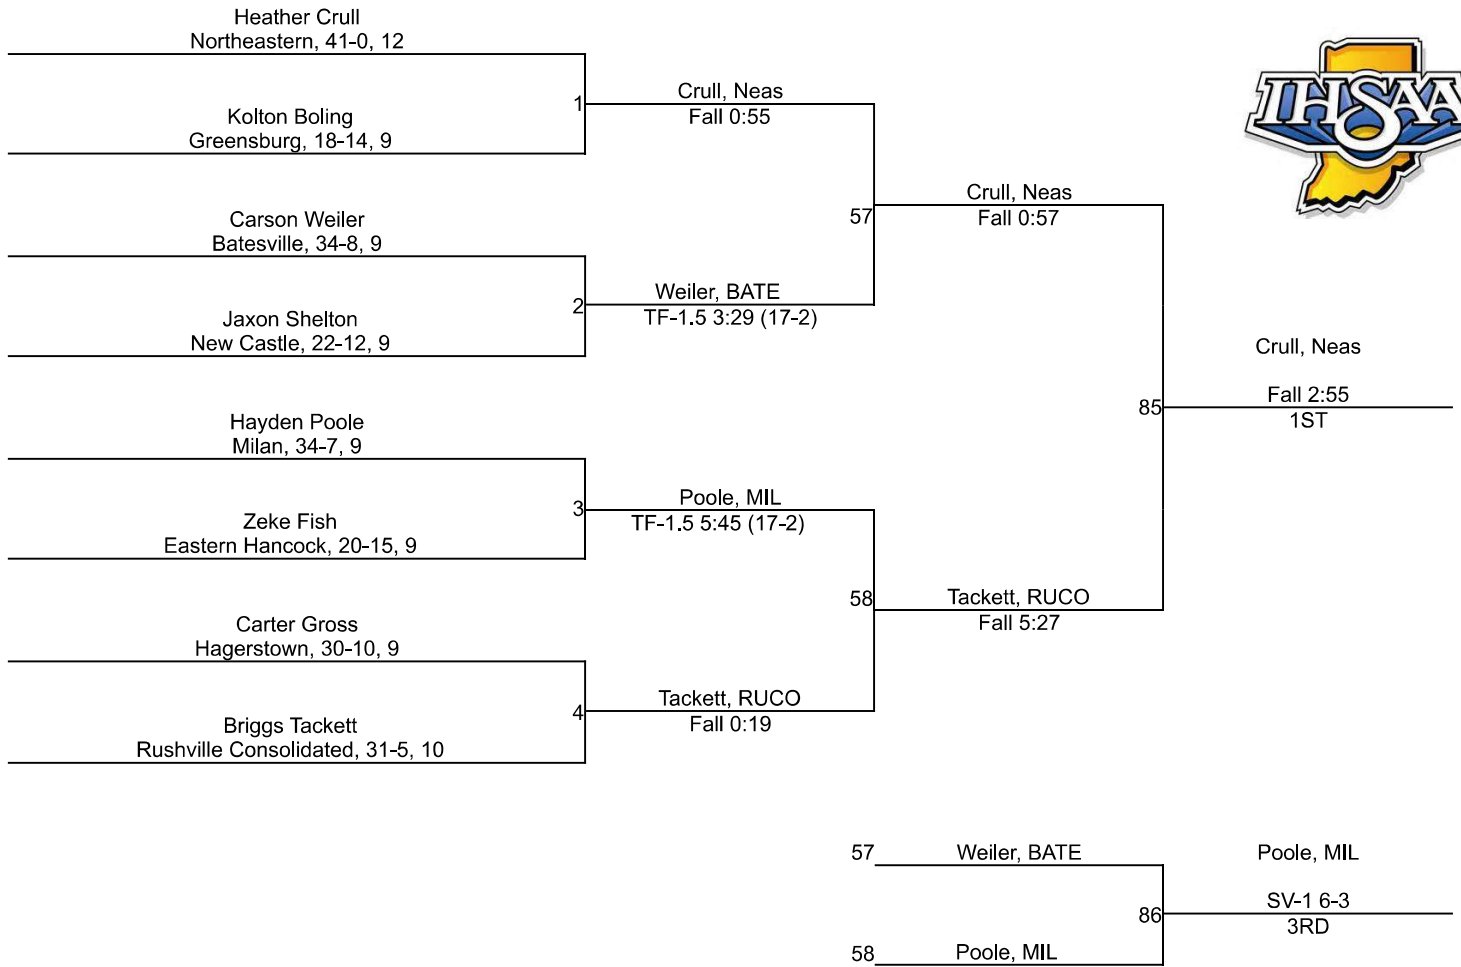 Heather Crull
Northeastern, 41-0, 12
1
Crull, Neas
Fall 0:55
Kolton Boling
Greensburg, 18-14, 9
57
Crull, Neas
Fall 0:57
Carson Weiler
Batesville, 34-8, 9
2
Weiler, BATE
TF-1.5 3:29 (17-2)
Jaxon Shelton
New Castle, 22-12, 9
85
Crull, Neas
Fall 2:55
1ST
Hayden Poole
Milan, 34-7, 9
3
Poole, MIL
TF-1.5 5:45 (17-2)
Zeke Fish
Eastern Hancock, 20-15, 9
58
Tackett, RUCO
Fall 5:27
Carter Gross
Hagerstown, 30-10, 9
4
Tackett, RUCO
Fall 0:19
Briggs Tackett
Rushville Consolidated, 31-5, 10
57
Weiler, BATE
86
Poole, MIL
SV-1 6-3
3RD
58
Poole, MIL
IHSAA